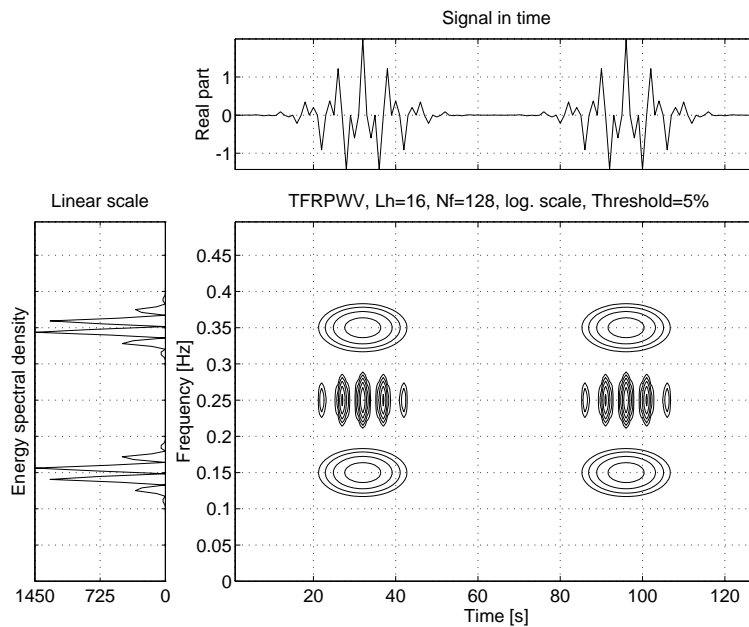 Signal in time
Real part
1
0
-1
Linear scale
TFRPWV, Lh=16, Nf=128, log. scale, Threshold=5%
Energy spectral density
Frequency [Hz]
0.45
0.4
0.35
0.3
0.25
0.2
0.15
0.1
0.05
0
1450 725 0
20 40 60 80 100 120
Time [s]